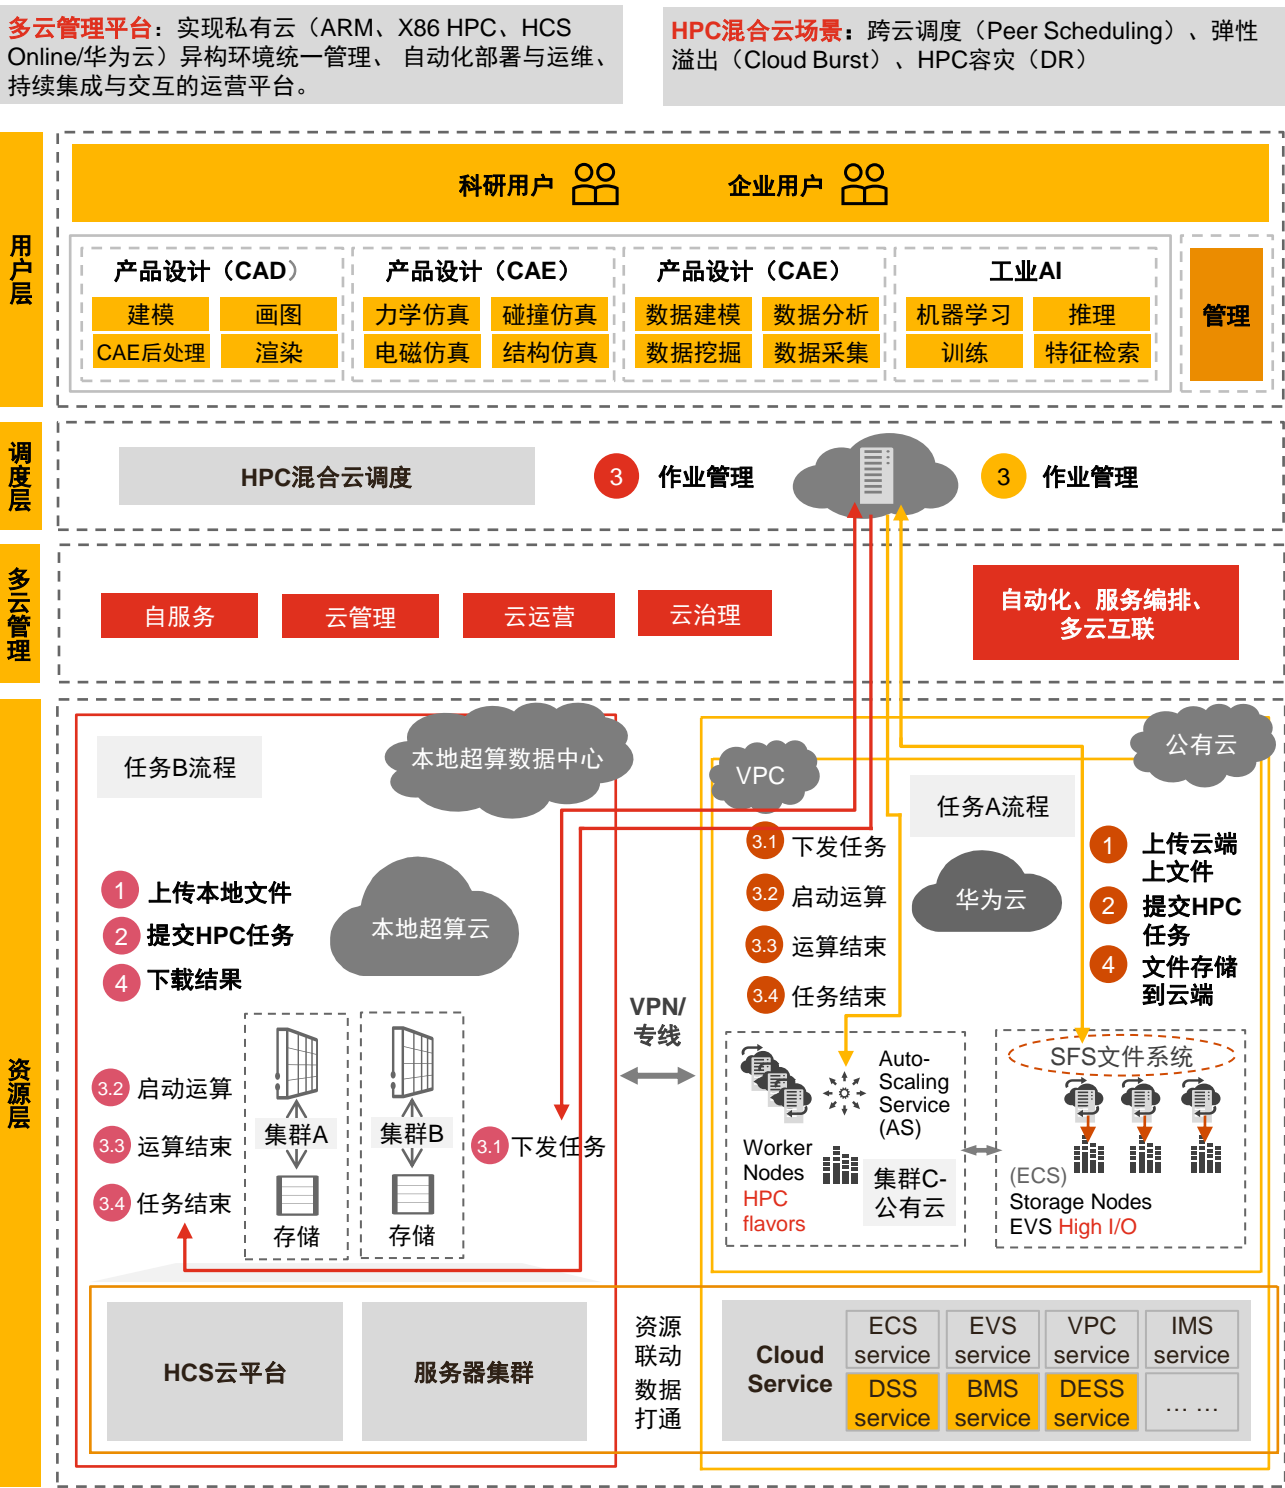 多云管理平台：实现私有云（ARM、X86 HPC、HCS
Online/华为云）异构环境统一管理、 自动化部署与运维、
持续集成与交互的运营平台。
HPC混合云场景：跨云调度（Peer Scheduling）、弹性
溢出（Cloud Burst）、HPC容灾（DR）
用户层
科研用户
企业用户
产品设计（CAD）
建模
画图
CAE后处理
渲染
产品设计（CAE）
力学仿真
碰撞仿真
电磁仿真
结构仿真
产品设计（CAE）
数据建模
数据分析
数据挖掘
数据采集
工业AI
机器学习
推理
训练
特征检索
管理
调度层
HPC混合云调度
3 作业管理
3 作业管理
多云管理
自服务
云管理
云运营
云治理
自动化、服务编排、
多云互联
资源层
任务B流程
本地超算数据中心
1 上传本地文件
2 提交HPC任务
4 下载结果
本地超算云
3.2 启动运算
3.3 运算结束
3.4 任务结束
集群A
存储
集群B
存储
3.1 下发任务
VPN/
专线
公有云
VPC
任务A流程
3.1 下发任务
3.2 启动运算
3.3 运算结束
3.4 任务结束
华为云
1 上传云端
上文件
2 提交HPC
任务
4 文件存储
到云端
Auto-
Scaling
Service
(AS)
Worker
Nodes
HPC
flavors
集群C-
公有云
SFS文件系统
(ECS)
Storage Nodes
EVS High I/O
HCS云平台
服务器集群
资源
联动
数据
打通
Cloud
Service
ECS
service
EVS
service
VPC
service
IMS
service
DSS
service
BMS
service
DESS
service
… …